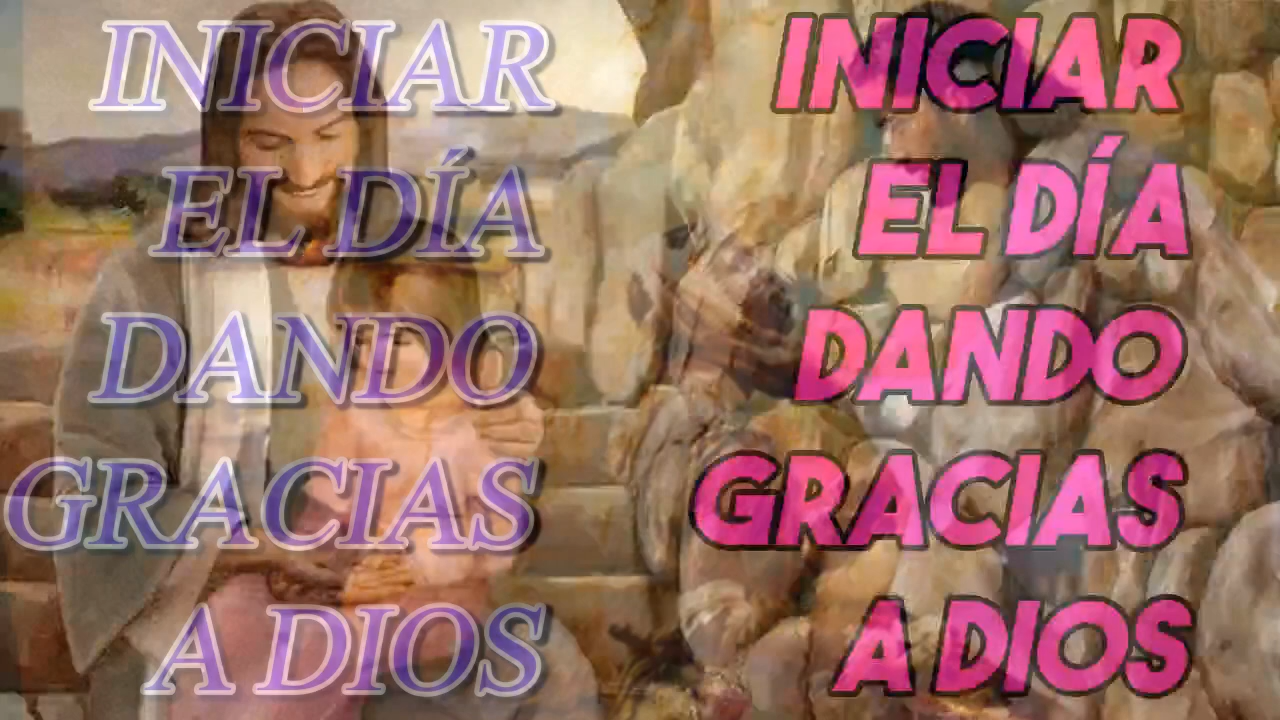 INICIAR
EL DÍA
DANDO
GRACIAS
A DIOS
INICIAR
EL DÍA
DANDO
GRACIAS
A DIOS